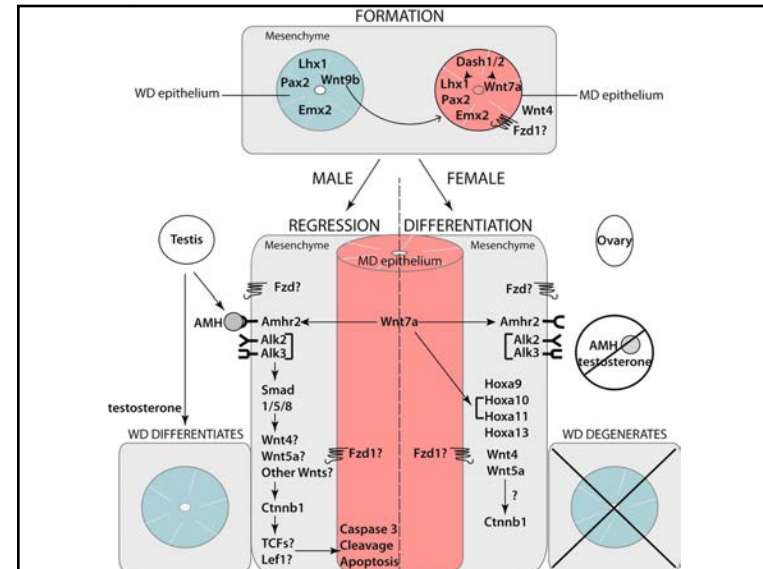 FORMATION
Mesenchyme
Lhx1
Pax2 Wnt9b
Emx2
WD epithelium
Dash1/2
Lhx1 Wnt7a
Pax2
Emx2
MD epithelium
Wnt4
Fzd1?
MALE
FEMALE
REGRESSION
DIFFERENTIATION
Mesenchyme
Mesenchyme
MD epithelium
Testis
Ovary
Fzd?
Fzd?
AMH
Amhr2
Wnt7a
Amhr2
Alk2
Alk3
Alk2
Alk3
AMH
testosterone
Smad
1/5/8
Hoxa9
Hoxa10
Hoxa11
Hoxa13
testosterone
WD DIFFERENTIATES
Wnt4?
Wnt5a?
Other Wnts?
Fzd1?
Fzd1?
Wnt4
Wnt5a
WD DEGENERATES
?
Ctnnb1
Ctnnb1
TCFs?
Lef1?
Caspase 3
Cleavage
Apoptosis